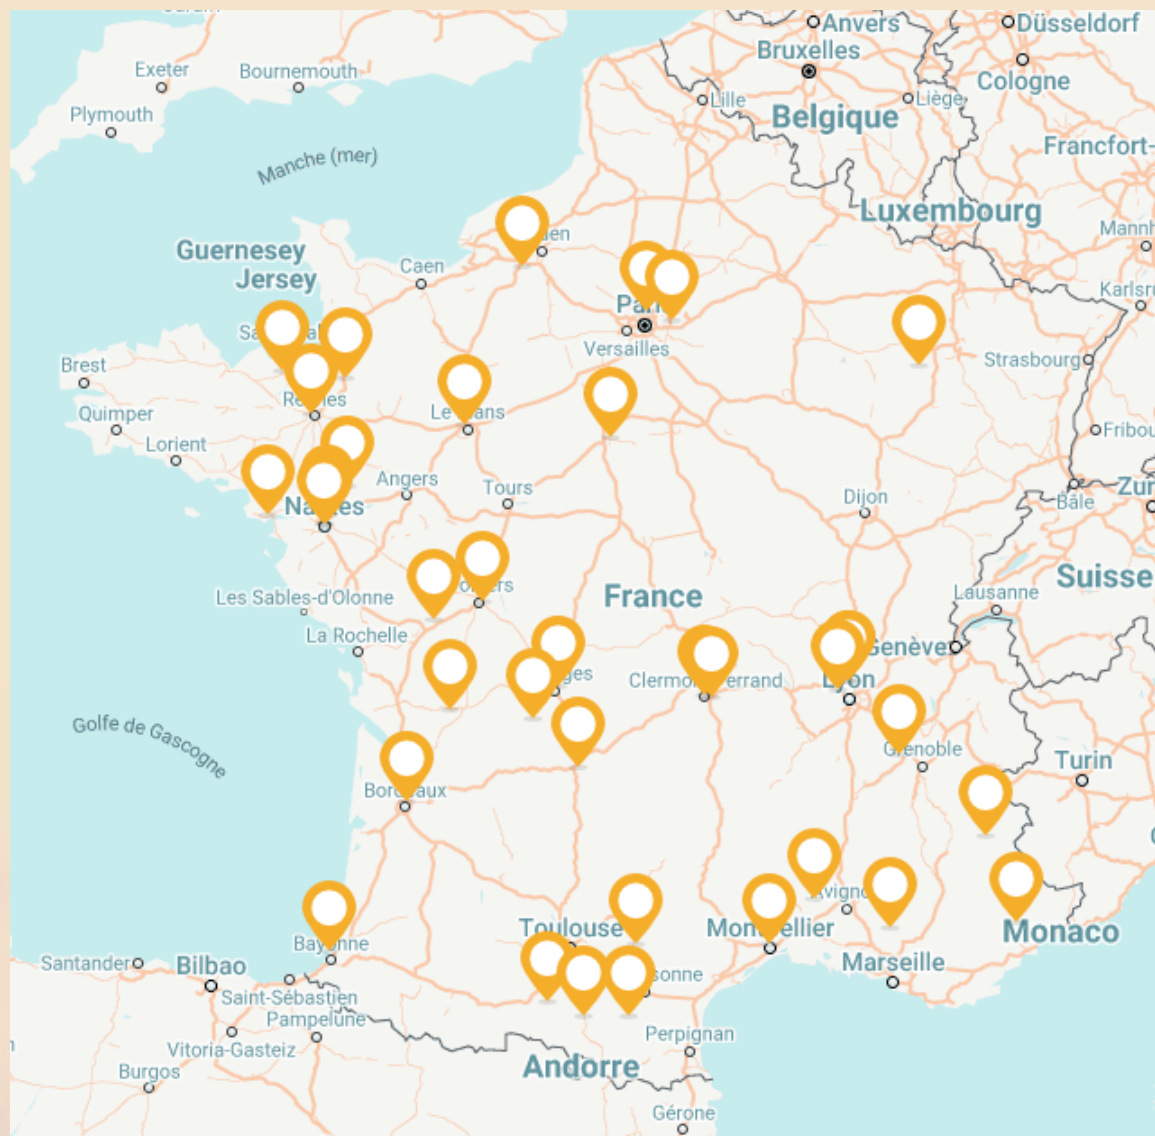 Anvers
Düsseldorf
Bruxelles
Exeter
Bournemouth
Cologne
Lille
Liège
Plymouth
Belgique
Manche (mer)
Francfort-
Luxembourg
Guernesey
Mannh
Caen
Jersey
Karlsru
Versailles
Strasbourg
Brest
Quimper
Fribou
Lorient
Angers
Tours
Dijon
Bâle
Zur
Les Sables-d'Olonne
France
Suisse
Lausanne
La Rochelle
Genève
Lyon
Golfe de Gascogne
Grenoble
Turin
Toulouse
Monaco
Bayonne
Santander
Bilbao
Marseille
Saint-Sébastien
Pampelune
Perpignan
Vitoria-Gasteiz
Andorre
Burgos
Gérone